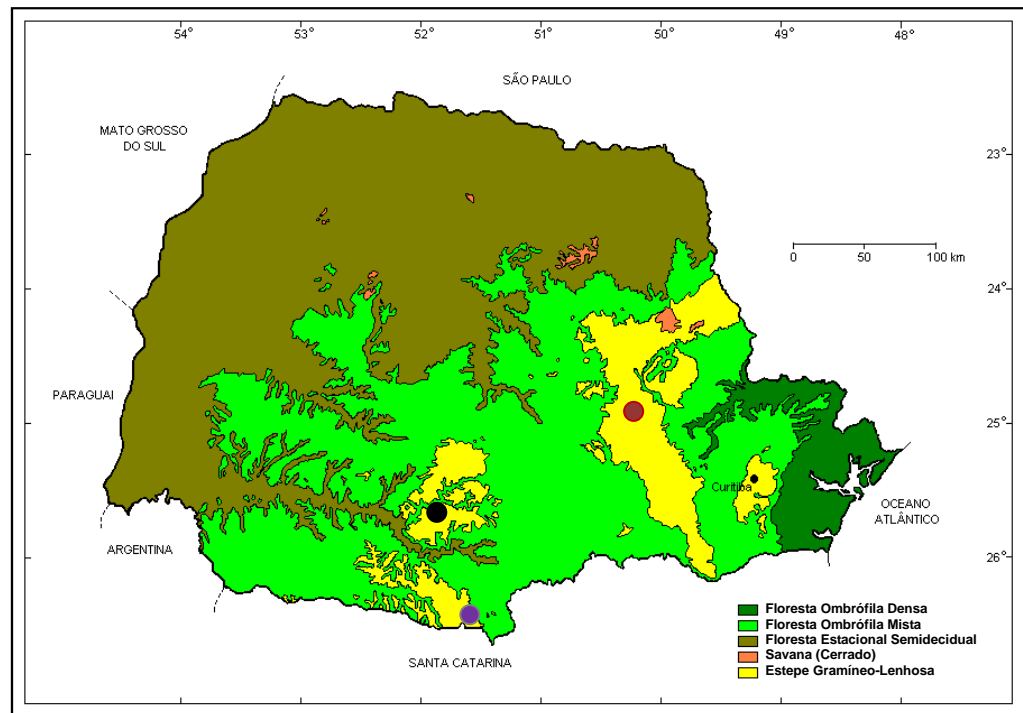 54°
53°
52°
51°
50°
49°
48°
SÃO PAULO
MATO GROSSO
DO SUL
23°
0
50
100 km
24°
PARAGUAI
25°
Curitiba
OCEANO
ATLÂNTICO
ARGENTINA
26°
Floresta Ombrófila Densa
Floresta Ombrófila Mista
Floresta Estacional Semidecidual
Savana (Cerrado)
Estepe Gramíneo-Lenhosa
SANTA CATARINA